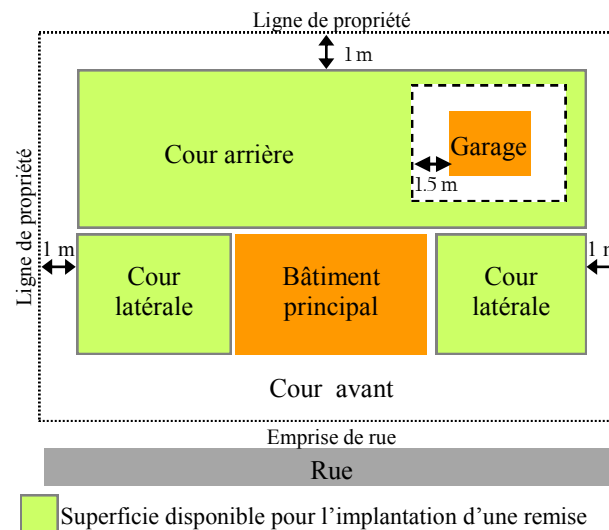 Ligne de propriété
1 m
Cour arrière
Garage
1.5 m
Ligne de propriété
1 m
Cour
latérale
Bâtiment
principal
Cour
latérale
1 m
Cour avant
Emprise de rue
Rue
Superficie disponible pour l’implantation d’une remise